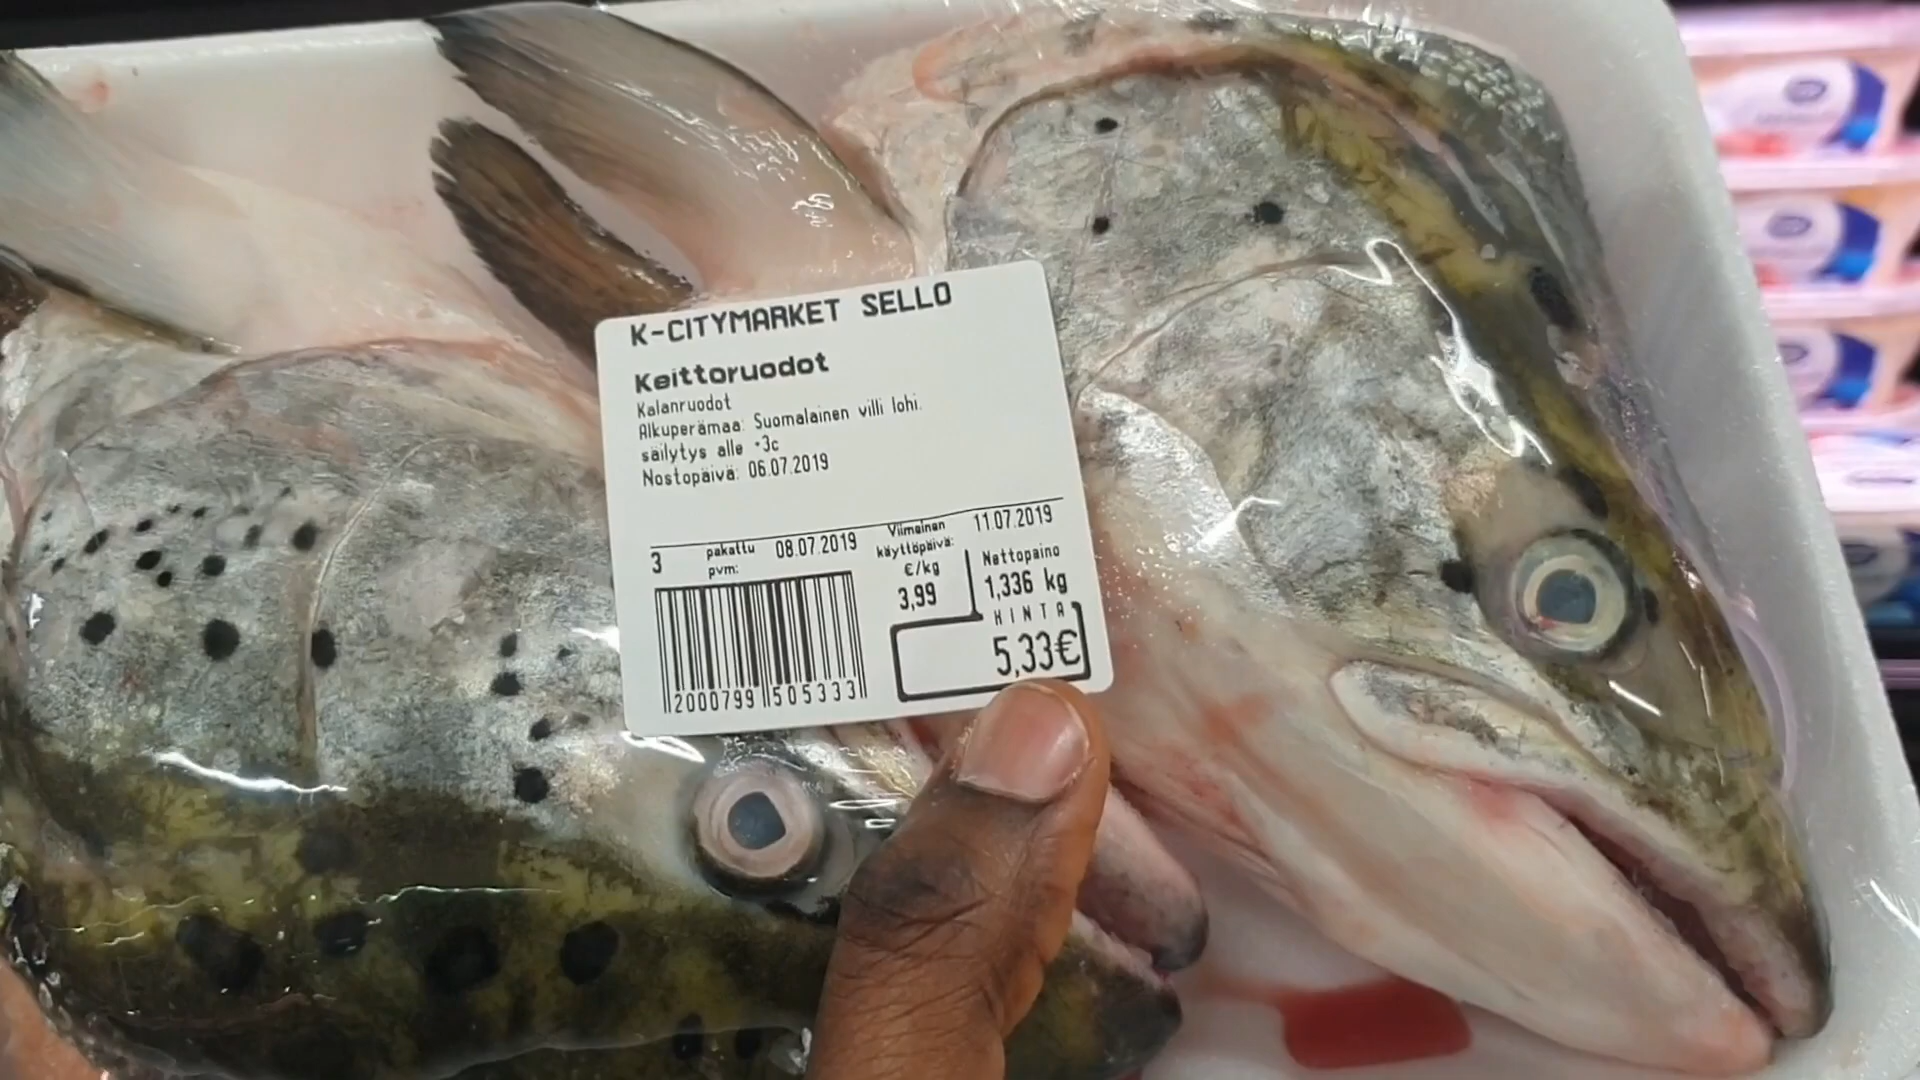 K-CITYMARKET SELLO
Keittoruodot
Kalanruodot
Alkuperämaa: Suomalainen villi lohi.
säilytys alle +3c
Nostopäivä: 06.07.2019
3 pakattu pvm: 08.07.2019 Viimeinen käyttöpäivä: 11.07.2019
€/kg Nettopaino
3,99 1,336 kg
HINTA
5,33€
2000799 505333